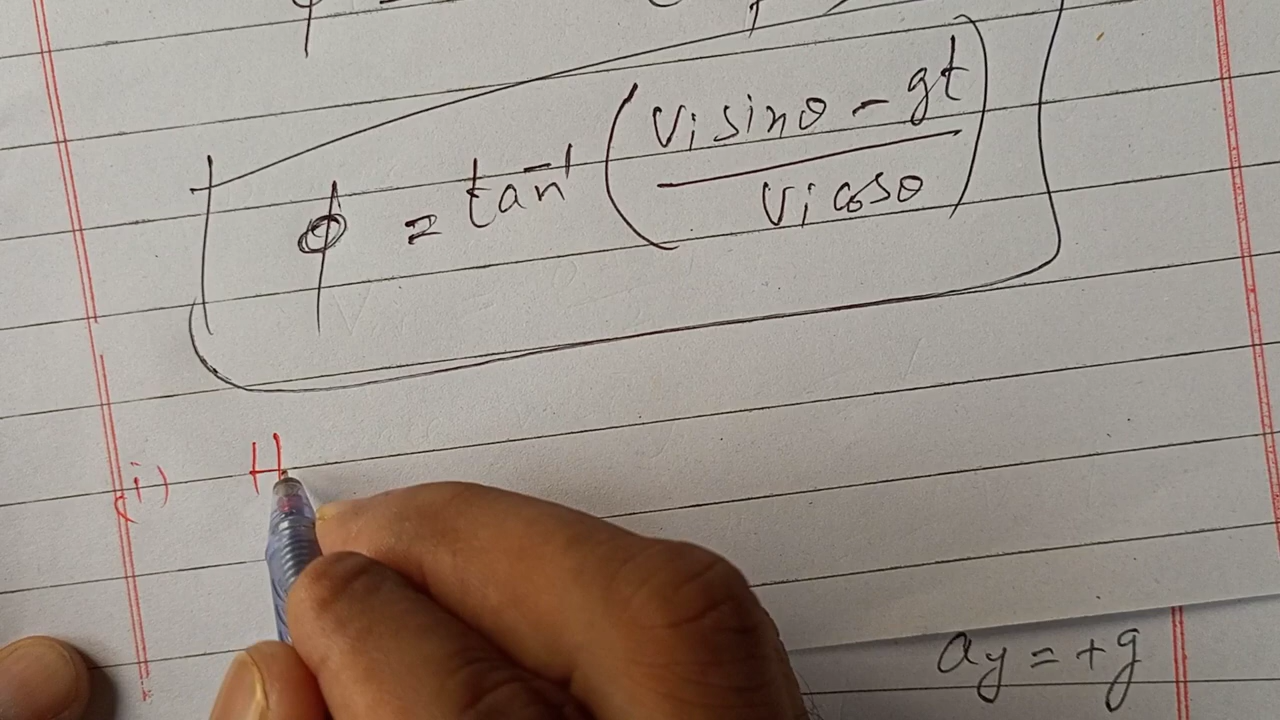 φ = tan⁻¹ (vi sinθ - gt / vi cosθ)
(i) H
ay = +g